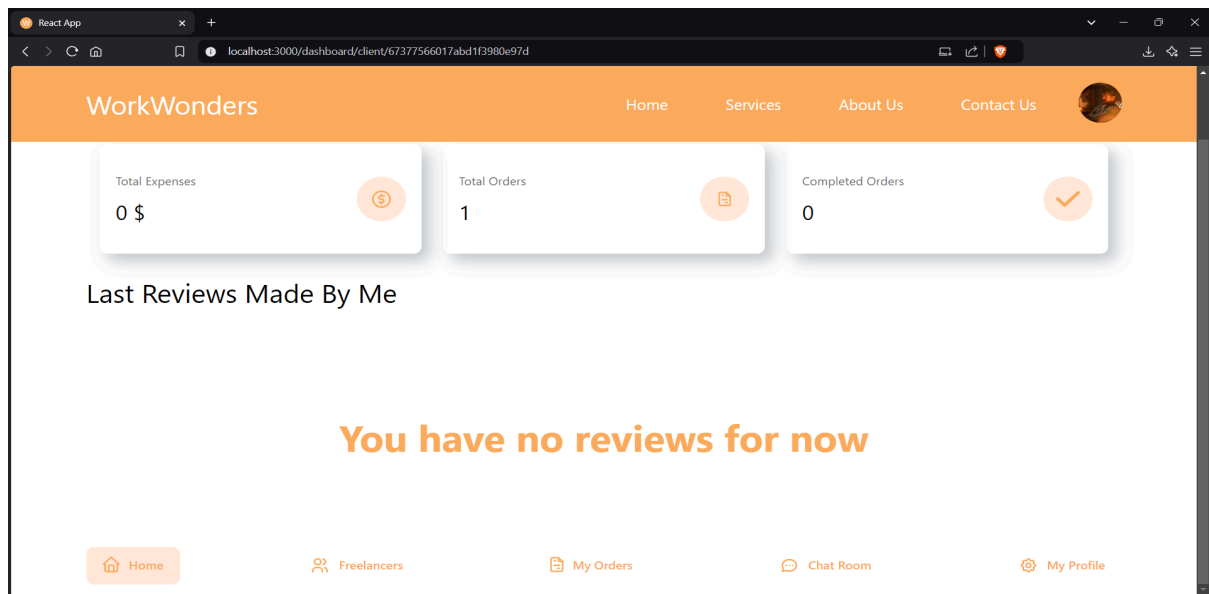 React App
localhost:3000/dashboard/client/67377566017abd1f3980e97d
WorkWonders
Home
Services
About Us
Contact Us
Total Expenses
0 $
Total Orders
1
Completed Orders
0
Last Reviews Made By Me
You have no reviews for now
Home
Freelancers
My Orders
Chat Room
My Profile